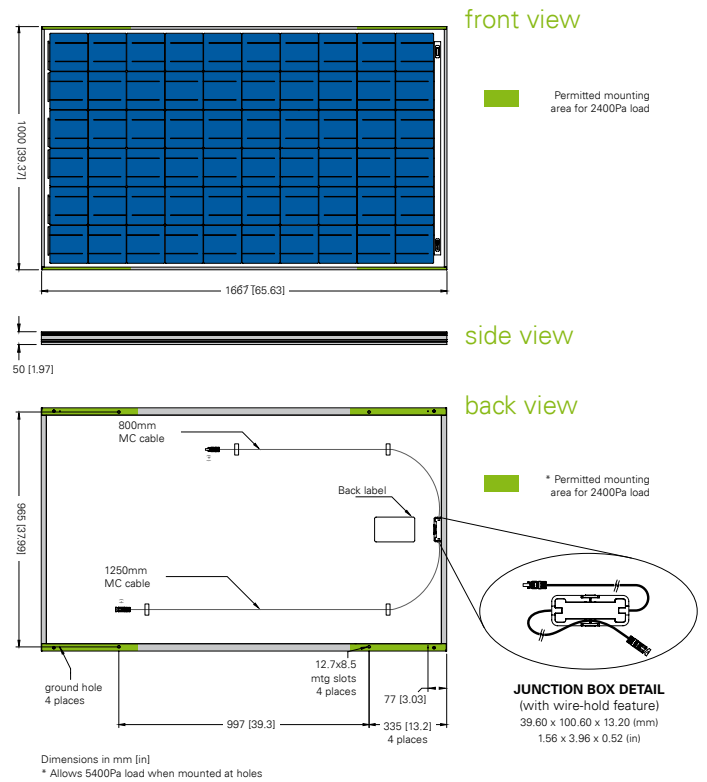 front view
Permitted mounting
area for 2400Pa load
1000 [39.37]
1667 [65.63]
side view
50 [1.97]
back view
* Permitted mounting
area for 2400Pa load
800mm
MC cable
Back label
965 [37.99]
1250mm
MC cable
ground hole
4 places
12.7x8.5
mtg slots
4 places
77 [3.03]
997 [39.3]
335 [13.2]
4 places
JUNCTION BOX DETAIL
(with wire-hold feature)
39.60 x 100.60 x 13.20 (mm)
1.56 x 3.96 x 0.52 (in)
Dimensions in mm [in]
* Allows 5400Pa load when mounted at holes